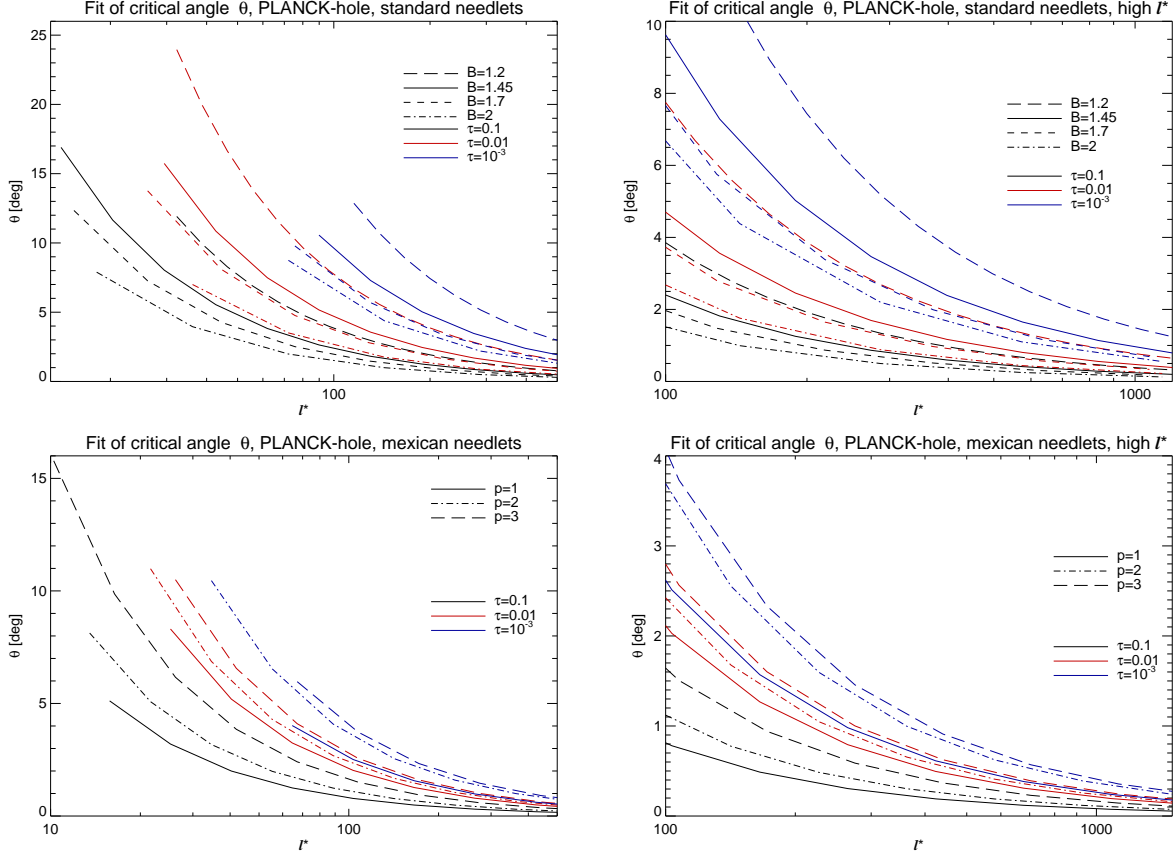 Fit of critical angle θ, PLANCK-hole, standard needlets
25
20
15
10
5
0
θ [deg]
B=1.2
B=1.45
B=1.7
B=2
τ=0.1
τ=0.01
τ=10⁻³
100
l*
Fit of critical angle θ, PLANCK-hole, standard needlets, high l*
10
8
6
4
2
0
θ [deg]
B=1.2
B=1.45
B=1.7
B=2
τ=0.1
τ=0.01
τ=10⁻³
100
1000
l*
Fit of critical angle θ, PLANCK-hole, mexican needlets
15
10
5
0
θ [deg]
p=1
p=2
p=3
τ=0.1
τ=0.01
τ=10⁻³
10
100
l*
Fit of critical angle θ, PLANCK-hole, mexican needlets, high l*
4
3
2
1
0
θ [deg]
p=1
p=2
p=3
τ=0.1
τ=0.01
τ=10⁻³
100
1000
l*